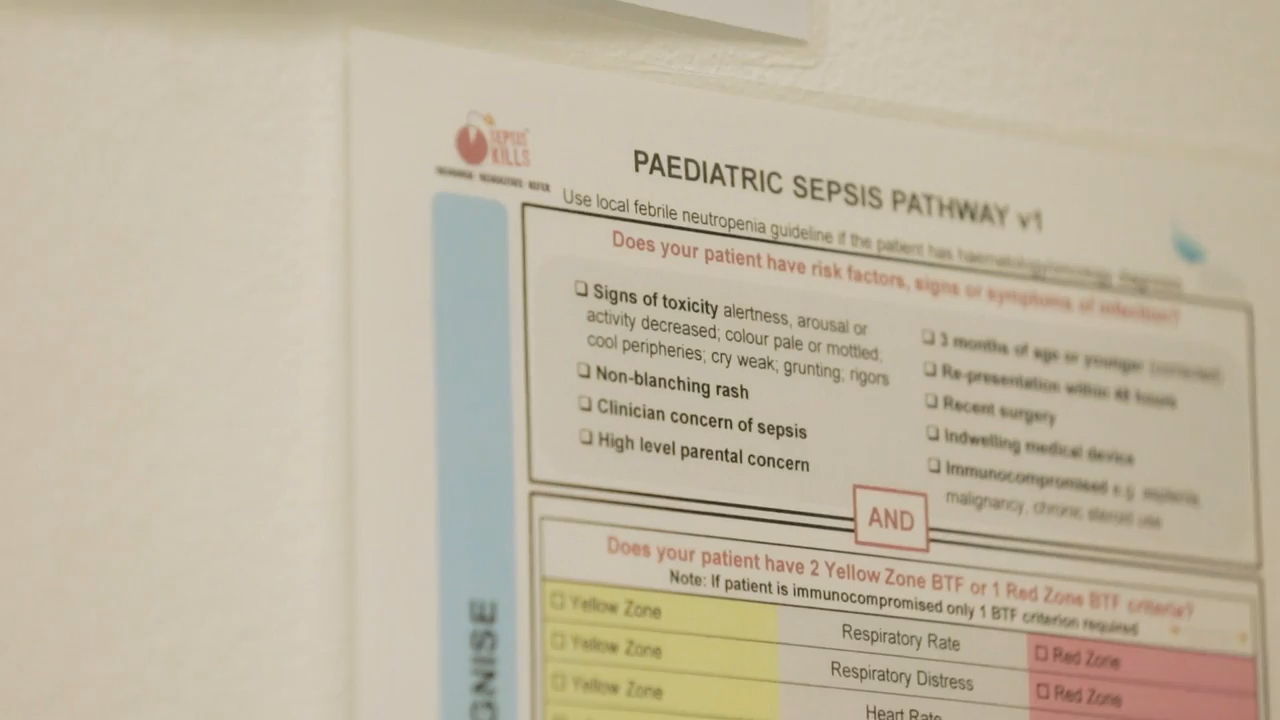 SEPSIS
KILLS
PAEDIATRIC SEPSIS PATHWAY v1
Use local febrile neutropenia guideline if the patient has haematology/oncology diagnosis
Does your patient have risk factors, signs or symptoms of infection?
❑ Signs of toxicity alertness, arousal or
activity decreased; colour pale or mottled;
cool peripheries; cry weak; grunting; rigors
❑ Non-blanching rash
❑ Clinician concern of sepsis
❑ High level parental concern
❑ 3 months of age or younger (corrected)
❑ Re-presentation within 48 hours
❑ Recent surgery
❑ Indwelling medical device
❑ Immunocompromised e.g.
malignancy, chronic steroid use
AND
Does your patient have 2 Yellow Zone BTF or 1 Red Zone BTF criteria?
Note: If patient is immunocompromised only 1 BTF criterion required
❑ Yellow Zone
Respiratory Rate
❑ Red Zone
❑ Yellow Zone
Respiratory Distress
❑ Red Zone
❑ Yellow Zone
Heart Rate
GNISE